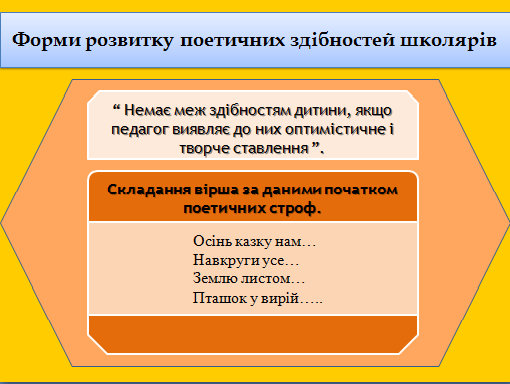 Форми розвитку поетичних здібностей школярів
“ Немає меж здібностям дитини, якщо
педагог виявляє до них оптимістичне і
творче ставлення ”.
Складання вірша за даними початком
поетичних строф.
Осінь казку нам…
Навкруги усе…
Землю листом…
Пташок у вирій…..